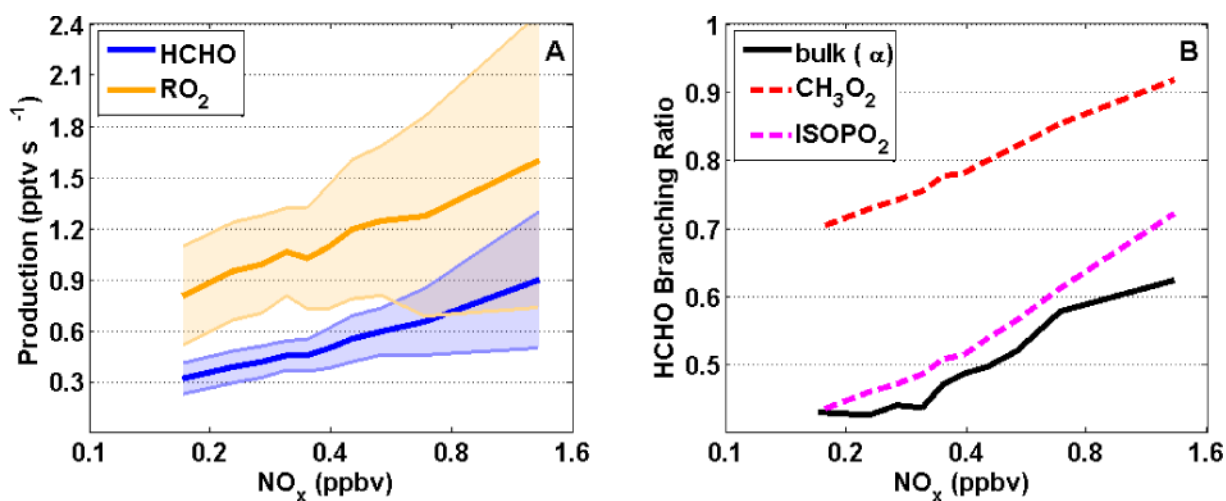 2.4
2.1
1.8
1.5
1.2
0.9
0.6
0.3
Production (pptv s⁻¹)
HCHO
RO₂
A
0.1 0.2 0.4 0.8 1.6
NOₓ (ppbv)
1
0.9
0.8
0.7
0.6
0.5
HCHO Branching Ratio
bulk ( α)
CH₃O₂
ISOPO₂
B
0.1 0.2 0.4 0.8 1.6
NOₓ (ppbv)